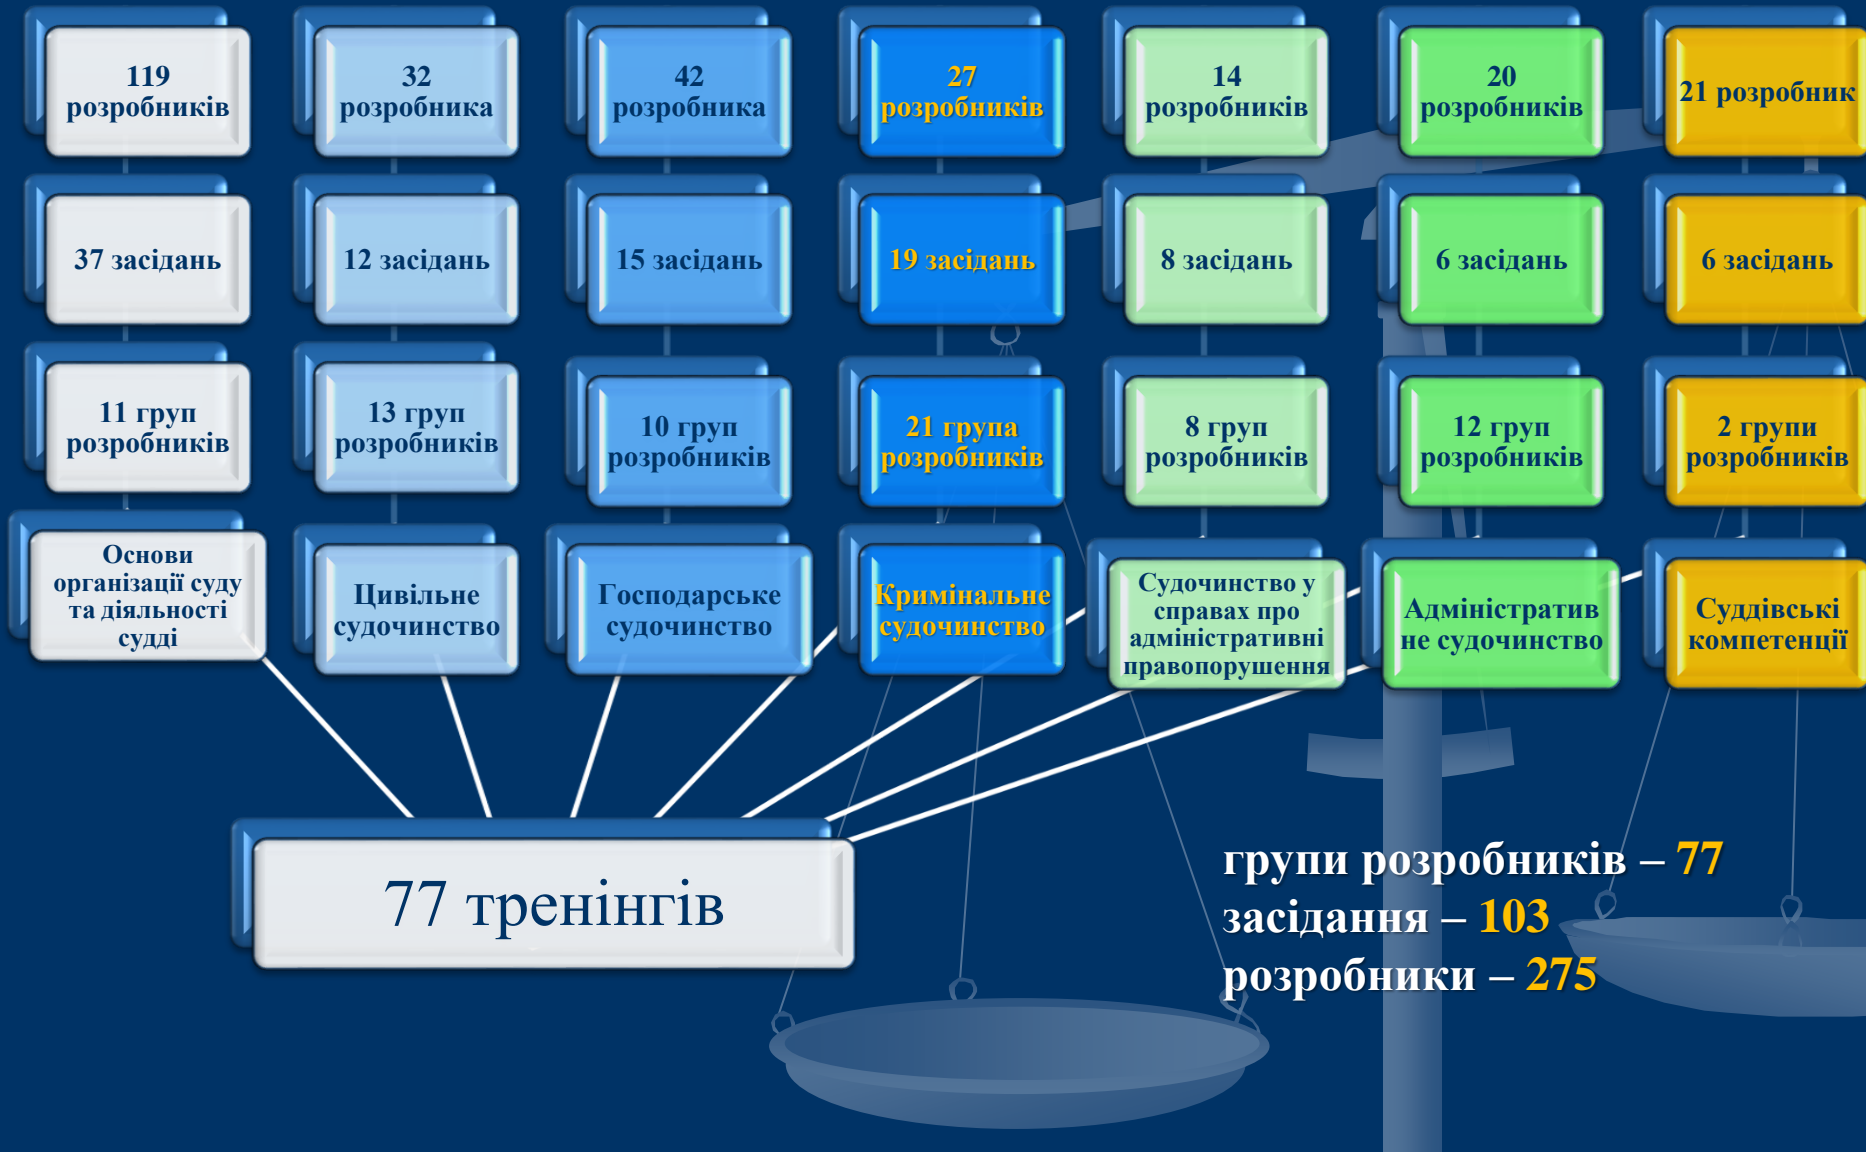 119
розробників
32
розробника
42
розробника
27
розробників
14
розробників
20
розробників
21 розробник
37 засідань
12 засідань
15 засідань
19 засідань
8 засідань
6 засідань
6 засідань
11 груп
розробників
13 груп
розробників
10 груп
розробників
21 група
розробників
8 груп
розробників
12 груп
розробників
2 групи
розробників
Основи
організації суду
та діяльності
судді
Цивільне
судочинство
Господарське
судочинство
Кримінальне
судочинство
Судочинство у
справах про
адміністративні
правопорушення
Адміністратив
не судочинство
Суддівські
компетенції
77 тренінгів
групи розробників – 77
засідання – 103
розробники – 275